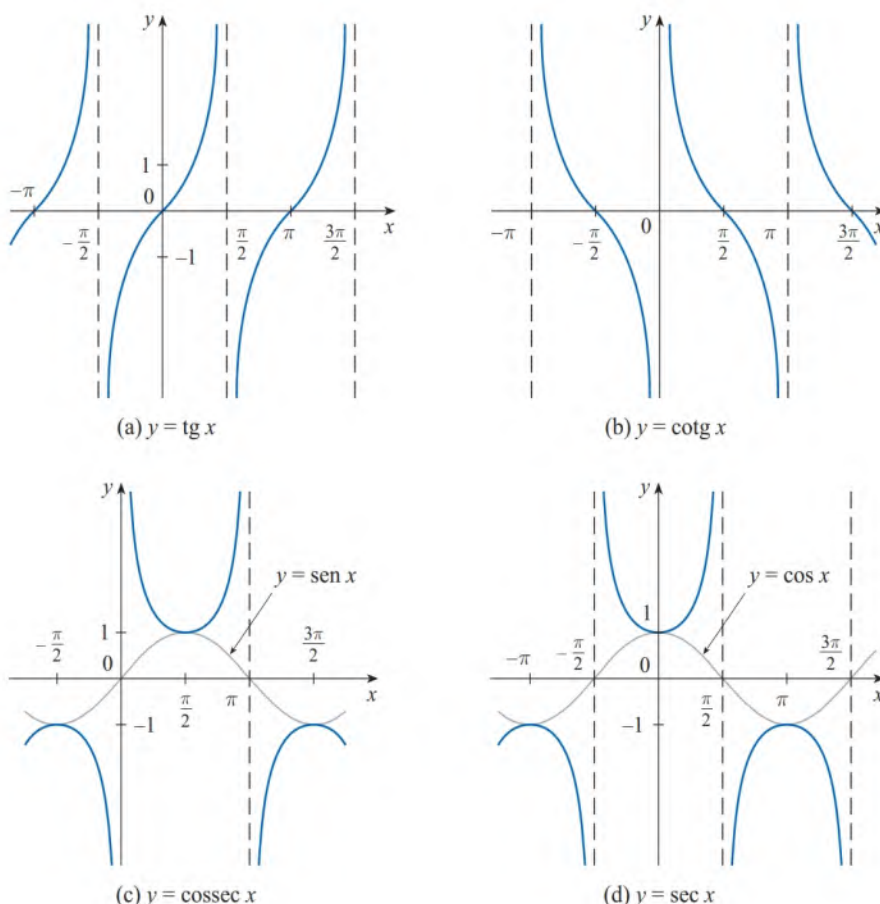 y
1
0
−π
−π/2
−1
π/2
π
3π/2
x
(a) y = tg x
y
−π
−π/2
0
π/2
π
3π/2
x
(b) y = cotg x
y
y = sen x
−π/2
1
0
−1
π/2
π
3π/2
x
(c) y = cossec x
y
y = cos x
−π
−π/2
1
0
−1
π/2
π
3π/2
x
(d) y = sec x